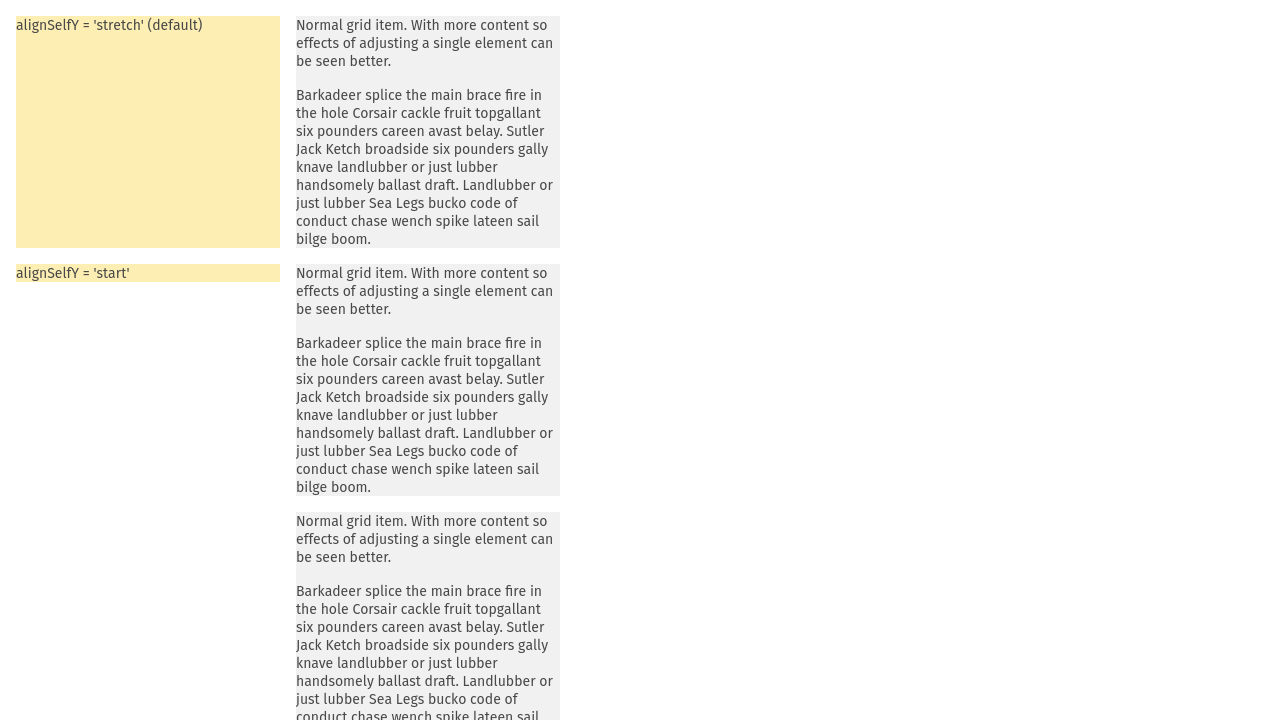 alignSelfY = 'stretch' (default)
Normal grid item. With more content so
effects of adjusting a single element can
be seen better.
Barkadeer splice the main brace fire in
the hole Corsair cackle fruit topgallant
six pounders careen avast belay. Sutler
Jack Ketch broadside six pounders gally
knave landlubber or just lubber
handsomely ballast draft. Landlubber or
just lubber Sea Legs bucko code of
conduct chase wench spike lateen sail
bilge boom.
alignSelfY = 'start'
Normal grid item. With more content so
effects of adjusting a single element can
be seen better.
Barkadeer splice the main brace fire in
the hole Corsair cackle fruit topgallant
six pounders careen avast belay. Sutler
Jack Ketch broadside six pounders gally
knave landlubber or just lubber
handsomely ballast draft. Landlubber or
just lubber Sea Legs bucko code of
conduct chase wench spike lateen sail
bilge boom.
Normal grid item. With more content so
effects of adjusting a single element can
be seen better.
Barkadeer splice the main brace fire in
the hole Corsair cackle fruit topgallant
six pounders careen avast belay. Sutler
Jack Ketch broadside six pounders gally
knave landlubber or just lubber
handsomely ballast draft. Landlubber or
just lubber Sea Legs bucko code of
conduct chase wench spike lateen sail